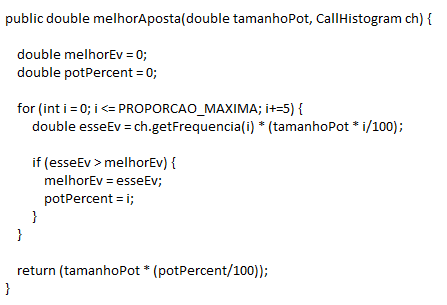 public double melhorAposta(double tamanhoPot, CallHistogram ch) {
double melhorEv = 0;
double potPercent = 0;
for (int i = 0; i <= PROPORCAO_MAXIMA; i+=5) {
double esseEv = ch.getFrequencia(i) * (tamanhoPot * i/100);
if (esseEv > melhorEv) {
melhorEv = esseEv;
potPercent = i;
}
}
return (tamanhoPot * (potPercent/100));
}